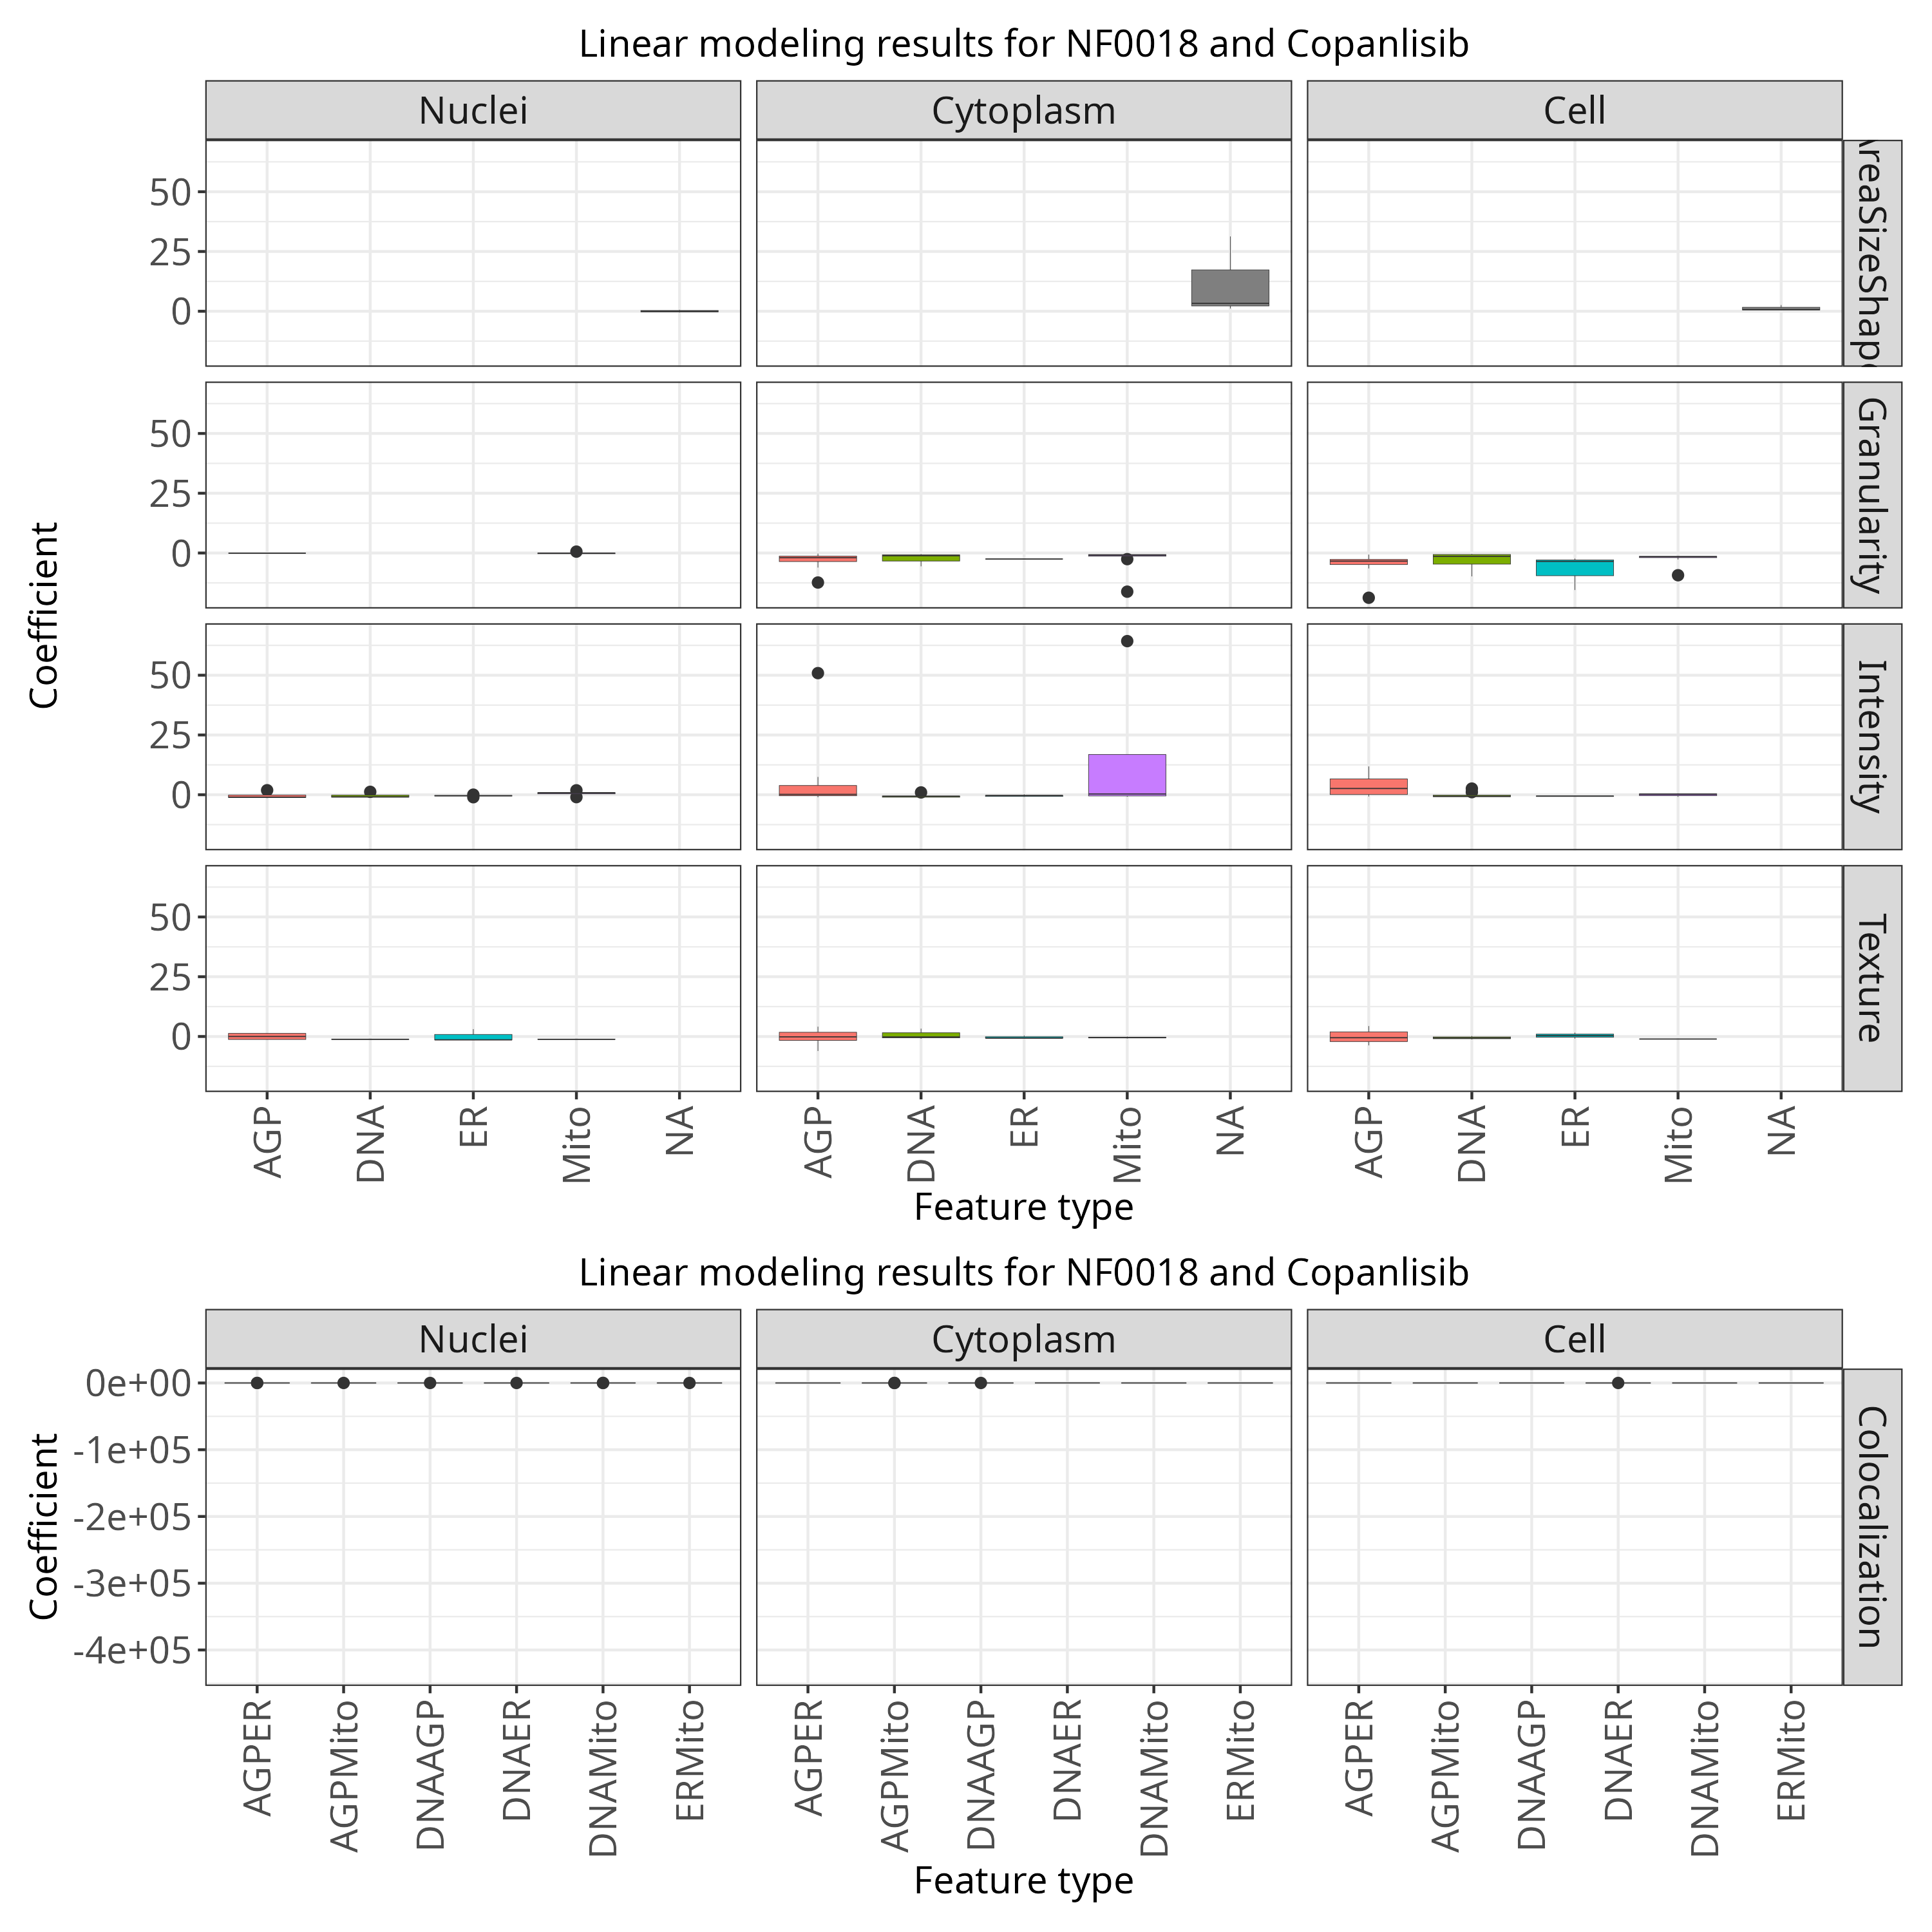 Linear modeling results for NF0018 and Copanlisib
Nuclei Cytoplasm Cell
50
25
0
reaSizeShap
50
25
0
Granularity
50
25
0
Intensity
50
25
0
Texture
Coefficient
AGP DNA ER Mito NA AGP DNA ER Mito NA AGP DNA ER Mito NA
Feature type
Linear modeling results for NF0018 and Copanlisib
Nuclei Cytoplasm Cell
0e+00
-1e+05
-2e+05
-3e+05
-4e+05
Colocalization
Coefficient
AGPER AGPMito DNAAGP DNAER DNAMito ERMito AGPER AGPMito DNAAGP DNAER DNAMito ERMito AGPER AGPMito DNAAGP DNAER DNAMito ERMito
Feature type